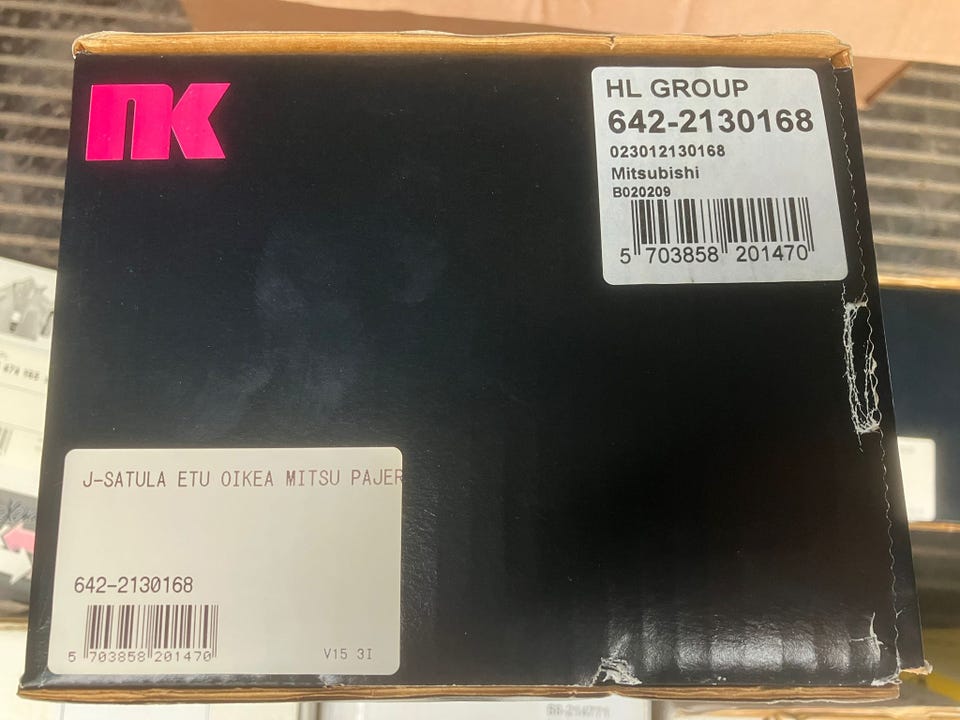 nK
HL GROUP
642-2130168
023012130168
Mitsubishi
B020209
5 703858 201470
J-SATULA ETU OIKEA MITSU PAJER
642-2130168
5 703858 201470
V15 3I